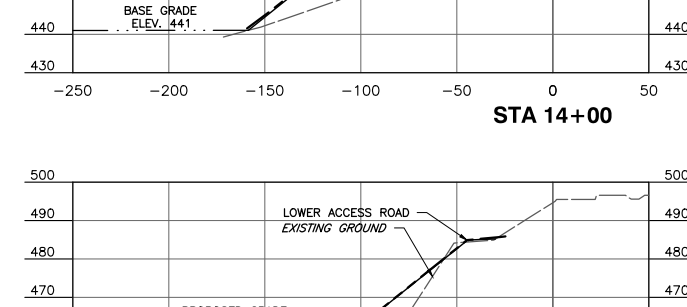 BASE GRADE
ELEV. 441
440 440
430 430
−250 −200 −150 −100 −50 0 50
STA 14+00
500 500
490 490
LOWER ACCESS ROAD
EXISTING GROUND
480 480
470 470